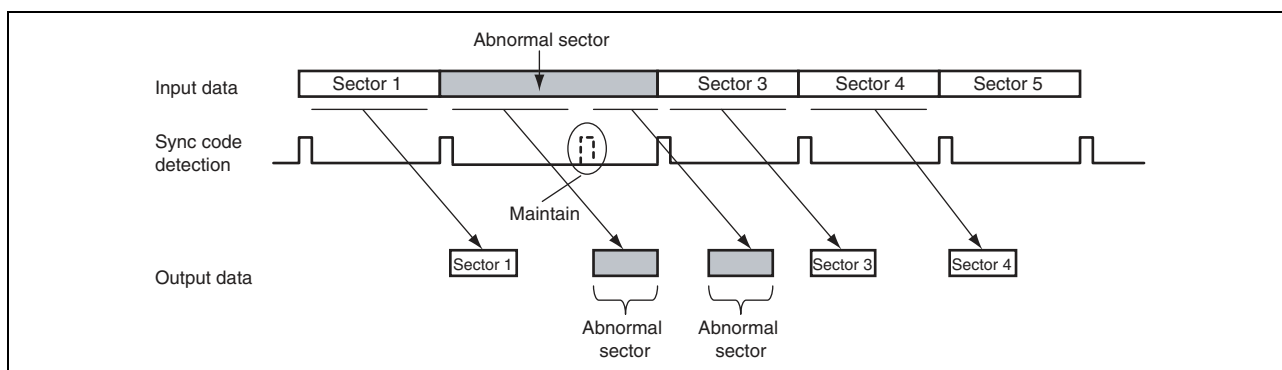 Abnormal sector
Input data
Sector 1
Sector 3
Sector 4
Sector 5
Sync code
detection
Maintain
Output data
Sector 1
Sector 3
Sector 4
Abnormal
sector
Abnormal
sector